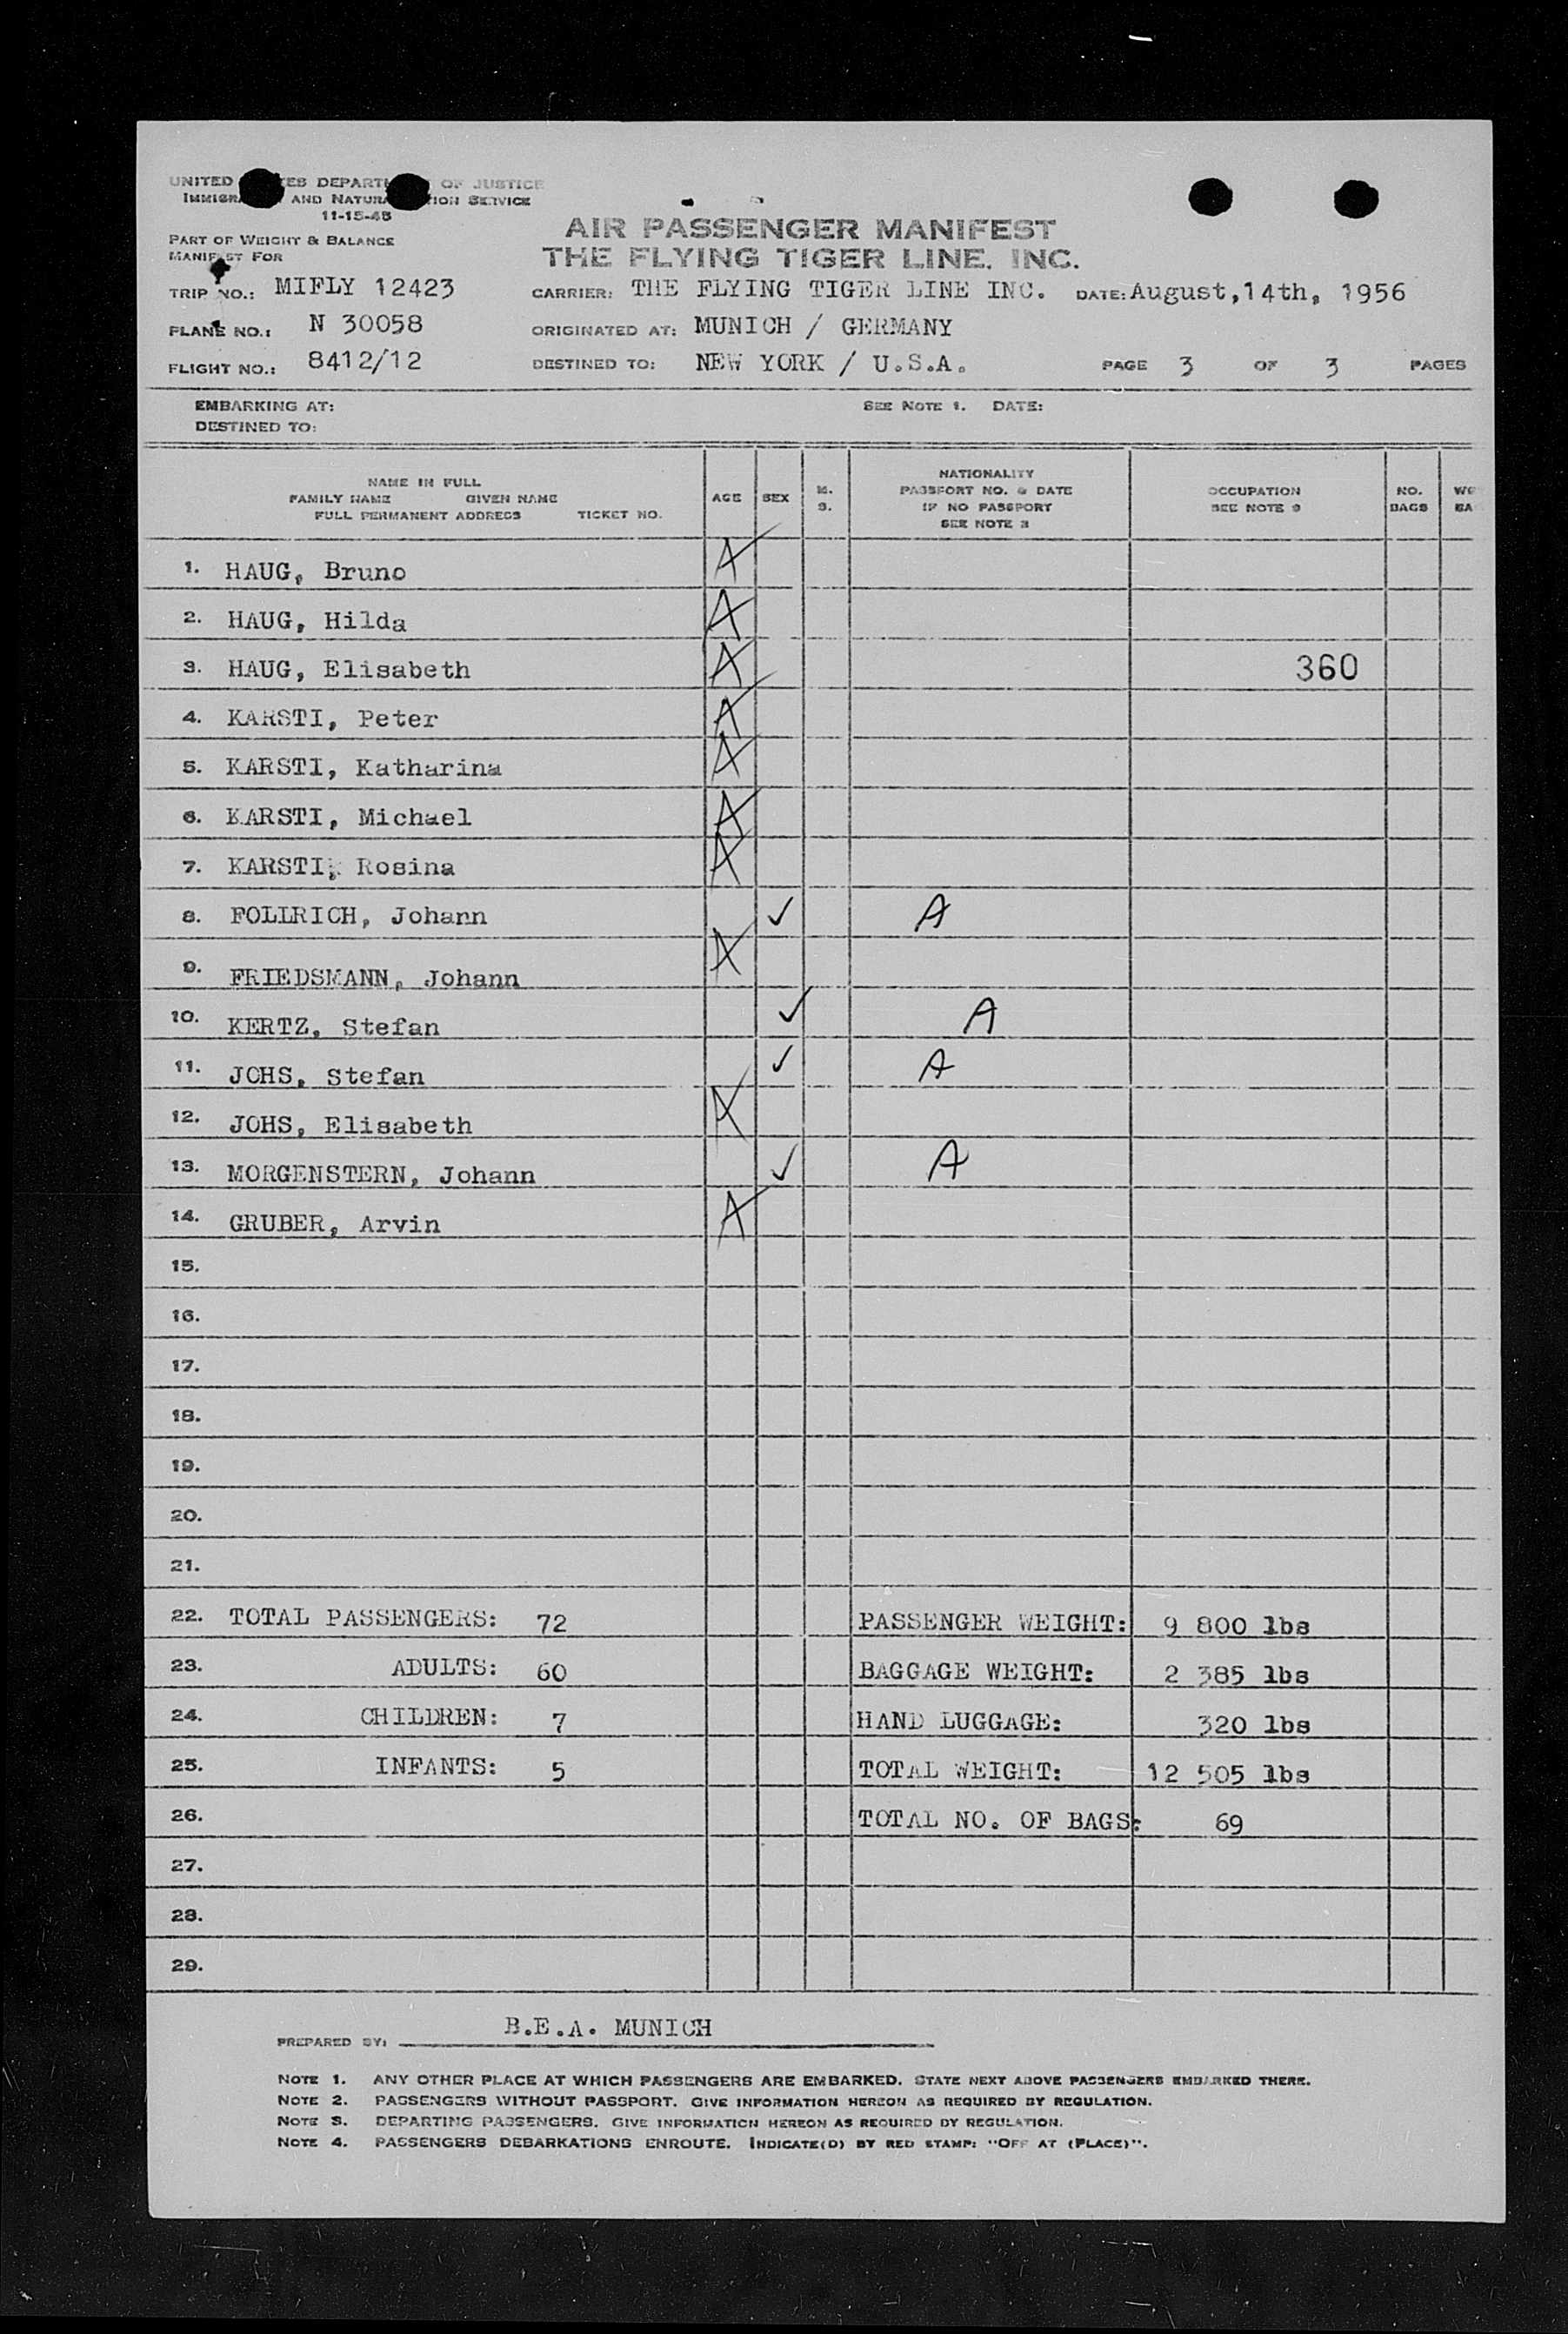 UNITED STATES DEPARTMENT OF JUSTICE
IMMIGRATION AND NATURALIZATION SERVICE
11-15-48
PART OF WEIGHT & BALANCE
MANIFEST FOR
AIR PASSENGER MANIFEST
THE FLYING TIGER LINE, INC.
TRIP NO.: MIFLY 12423 CARRIER: THE FLYING TIGER LINE INC. DATE: August,14th, 1956
PLANE NO.: N 30058 ORIGINATED AT: MUNICH / GERMANY
FLIGHT NO.: 8412/12 DESTINED TO: NEW YORK / U.S.A. PAGE 3 OF 3 PAGES
EMBARKING AT: SEE NOTE 1. DATE:
DESTINED TO:
NAME IN FULL
FAMILY NAME GIVEN NAME
FULL PERMANENT ADDRESS TICKET NO.
AGE SEX M. S.
NATIONALITY
PASSPORT NO. & DATE
IF NO PASSPORT
SEE NOTE 2
OCCUPATION
SEE NOTE 3
NO. BAGS
1. HAUG, Bruno A
2. HAUG, Hilda A
3. HAUG, Elisabeth A 360
4. KARSTI, Peter A
5. KARSTI, Katharina A
6. KARSTI, Michael A
7. KARSTI, Rosina A
8. FOLLRICH, Johann ✓ A
9. FRIEDSMANN, Johann A
10. KERTZ, Stefan ✓ A
11. JOHS, Stefan ✓ A
12. JOHS, Elisabeth A
13. MORGENSTERN, Johann ✓ A
14. GRUBER, Arvin A
15.
16.
17.
18.
19.
20.
21.
22. TOTAL PASSENGERS: 72 PASSENGER WEIGHT: 9 800 lbs
23. ADULTS: 60 BAGGAGE WEIGHT: 2 385 lbs
24. CHILDREN: 7 HAND LUGGAGE: 320 lbs
25. INFANTS: 5 TOTAL WEIGHT: 12 505 lbs
26. TOTAL NO. OF BAGS: 69
27.
28.
29.
PREPARED BY: B.E.A. MUNICH
NOTE 1. ANY OTHER PLACE AT WHICH PASSENGERS ARE EMBARKED. STATE NEXT ABOVE PASSENGERS EMBARKED THERE.
NOTE 2. PASSENGERS WITHOUT PASSPORT. GIVE INFORMATION HEREON AS REQUIRED BY REGULATION.
NOTE 3. DEPARTING PASSENGERS. GIVE INFORMATION HEREON AS REQUIRED BY REGULATION.
NOTE 4. PASSENGERS DEBARKATIONS ENROUTE. INDICATE(D) BY RED STAMP: "OFF AT (PLACE)".